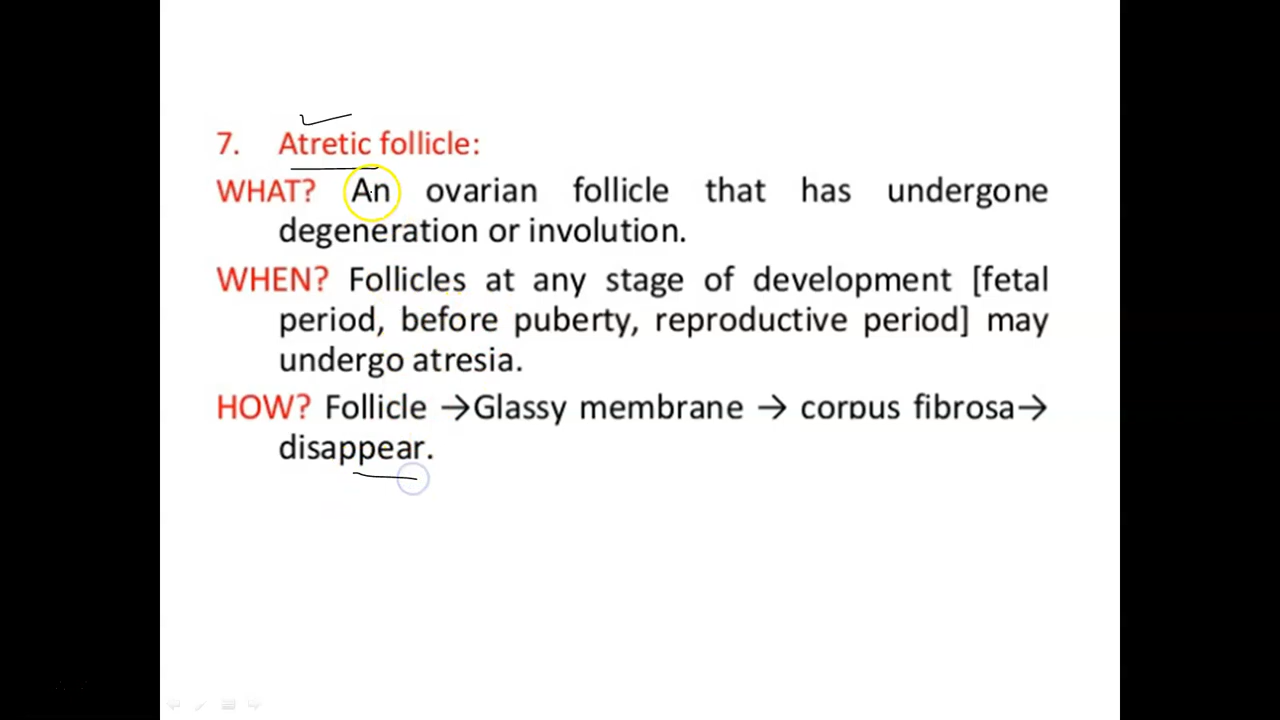 7. Atretic follicle:
WHAT? An ovarian follicle that has undergone
degeneration or involution.
WHEN? Follicles at any stage of development [fetal
period, before puberty, reproductive period] may
undergo atresia.
HOW? Follicle →Glassy membrane → corpus fibrosa→
disappear.